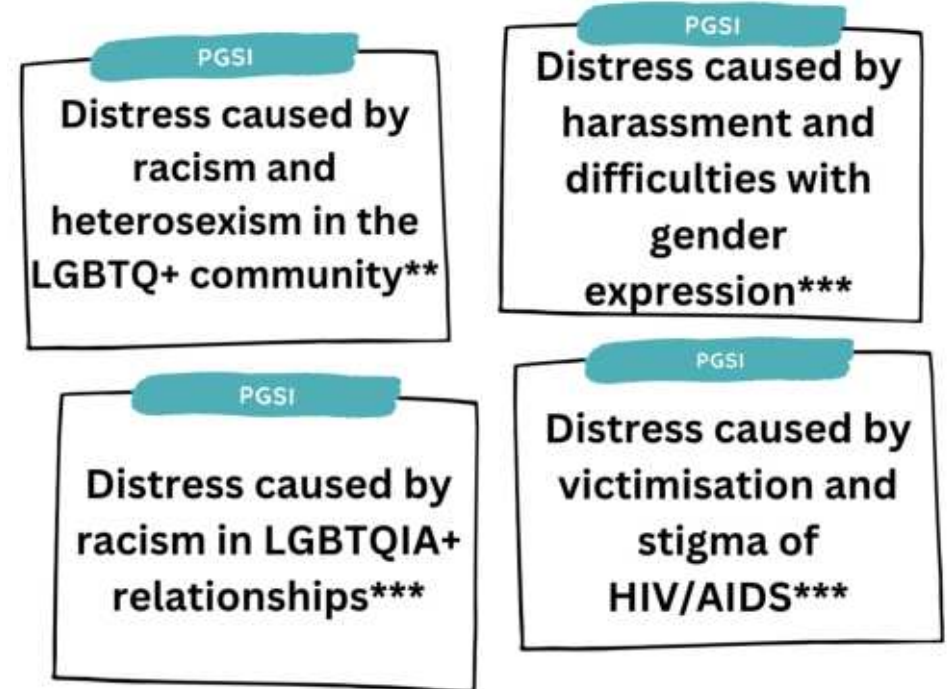 PGSI
Distress caused by
racism and
heterosexism in the
LGBTQ+ community**
PGSI
Distress caused by
harassment and
difficulties with
gender
expression***
PGSI
Distress caused by
racism in LGBTQIA+
relationships***
PGSI
Distress caused by
victimisation and
stigma of
HIV/AIDS***